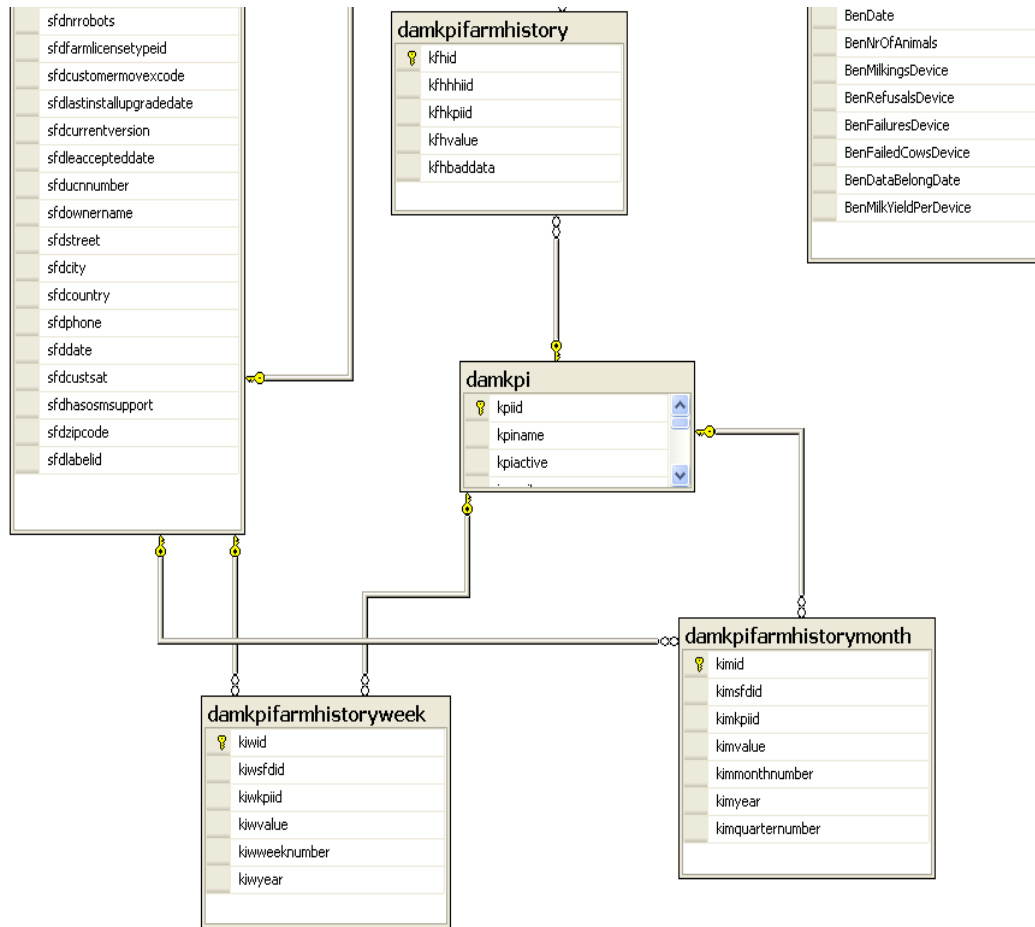 sfdnrrobots
sfdfarmlicensetypeid
sfdcustomermovexcode
sfdlastinstallupgradedate
sfdcurrentversion
sfdleaccepteddate
sfducnnumber
sfdownername
sfdstreet
sfdcity
sfdcountry
sfdphone
sfddate
sfdcustsat
sfdhasosmsupport
sfdzipcode
sfdlabelid
damkpifarmhistory
kfhid
kfhhhiid
kfhkpiid
kfhvalue
kfhbaddata
BenDate
BenNrOfAnimals
BenMilkingsDevice
BenRefusalsDevice
BenFailuresDevice
BenFailedCowsDevice
BenDataBelongDate
BenMilkYieldPerDevice
damkpi
kpiid
kpiname
kpiactive
damkpifarmhistoryweek
kiwid
kiwsfdid
kiwkpiid
kiwvalue
kiwweeknumber
kiwyear
damkpifarmhistorymonth
kimid
kimsfdid
kimkpiid
kimvalue
kimmonthnumber
kimyear
kimquarternumber